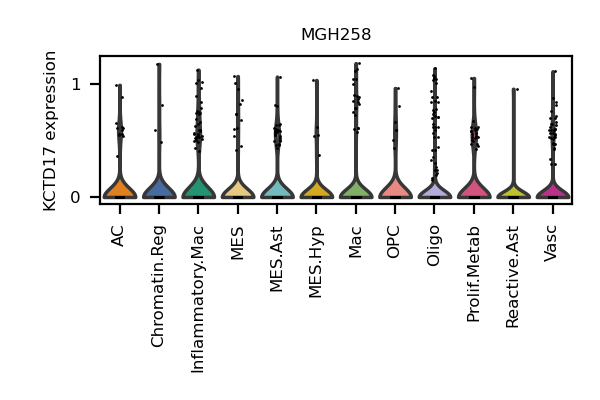 MGH258
KCTD17 expression
1
0
AC
Chromatin.Reg
Inflammatory.Mac
MES
MES.Ast
MES.Hyp
Mac
OPC
Oligo
Prolif.Metab
Reactive.Ast
Vasc